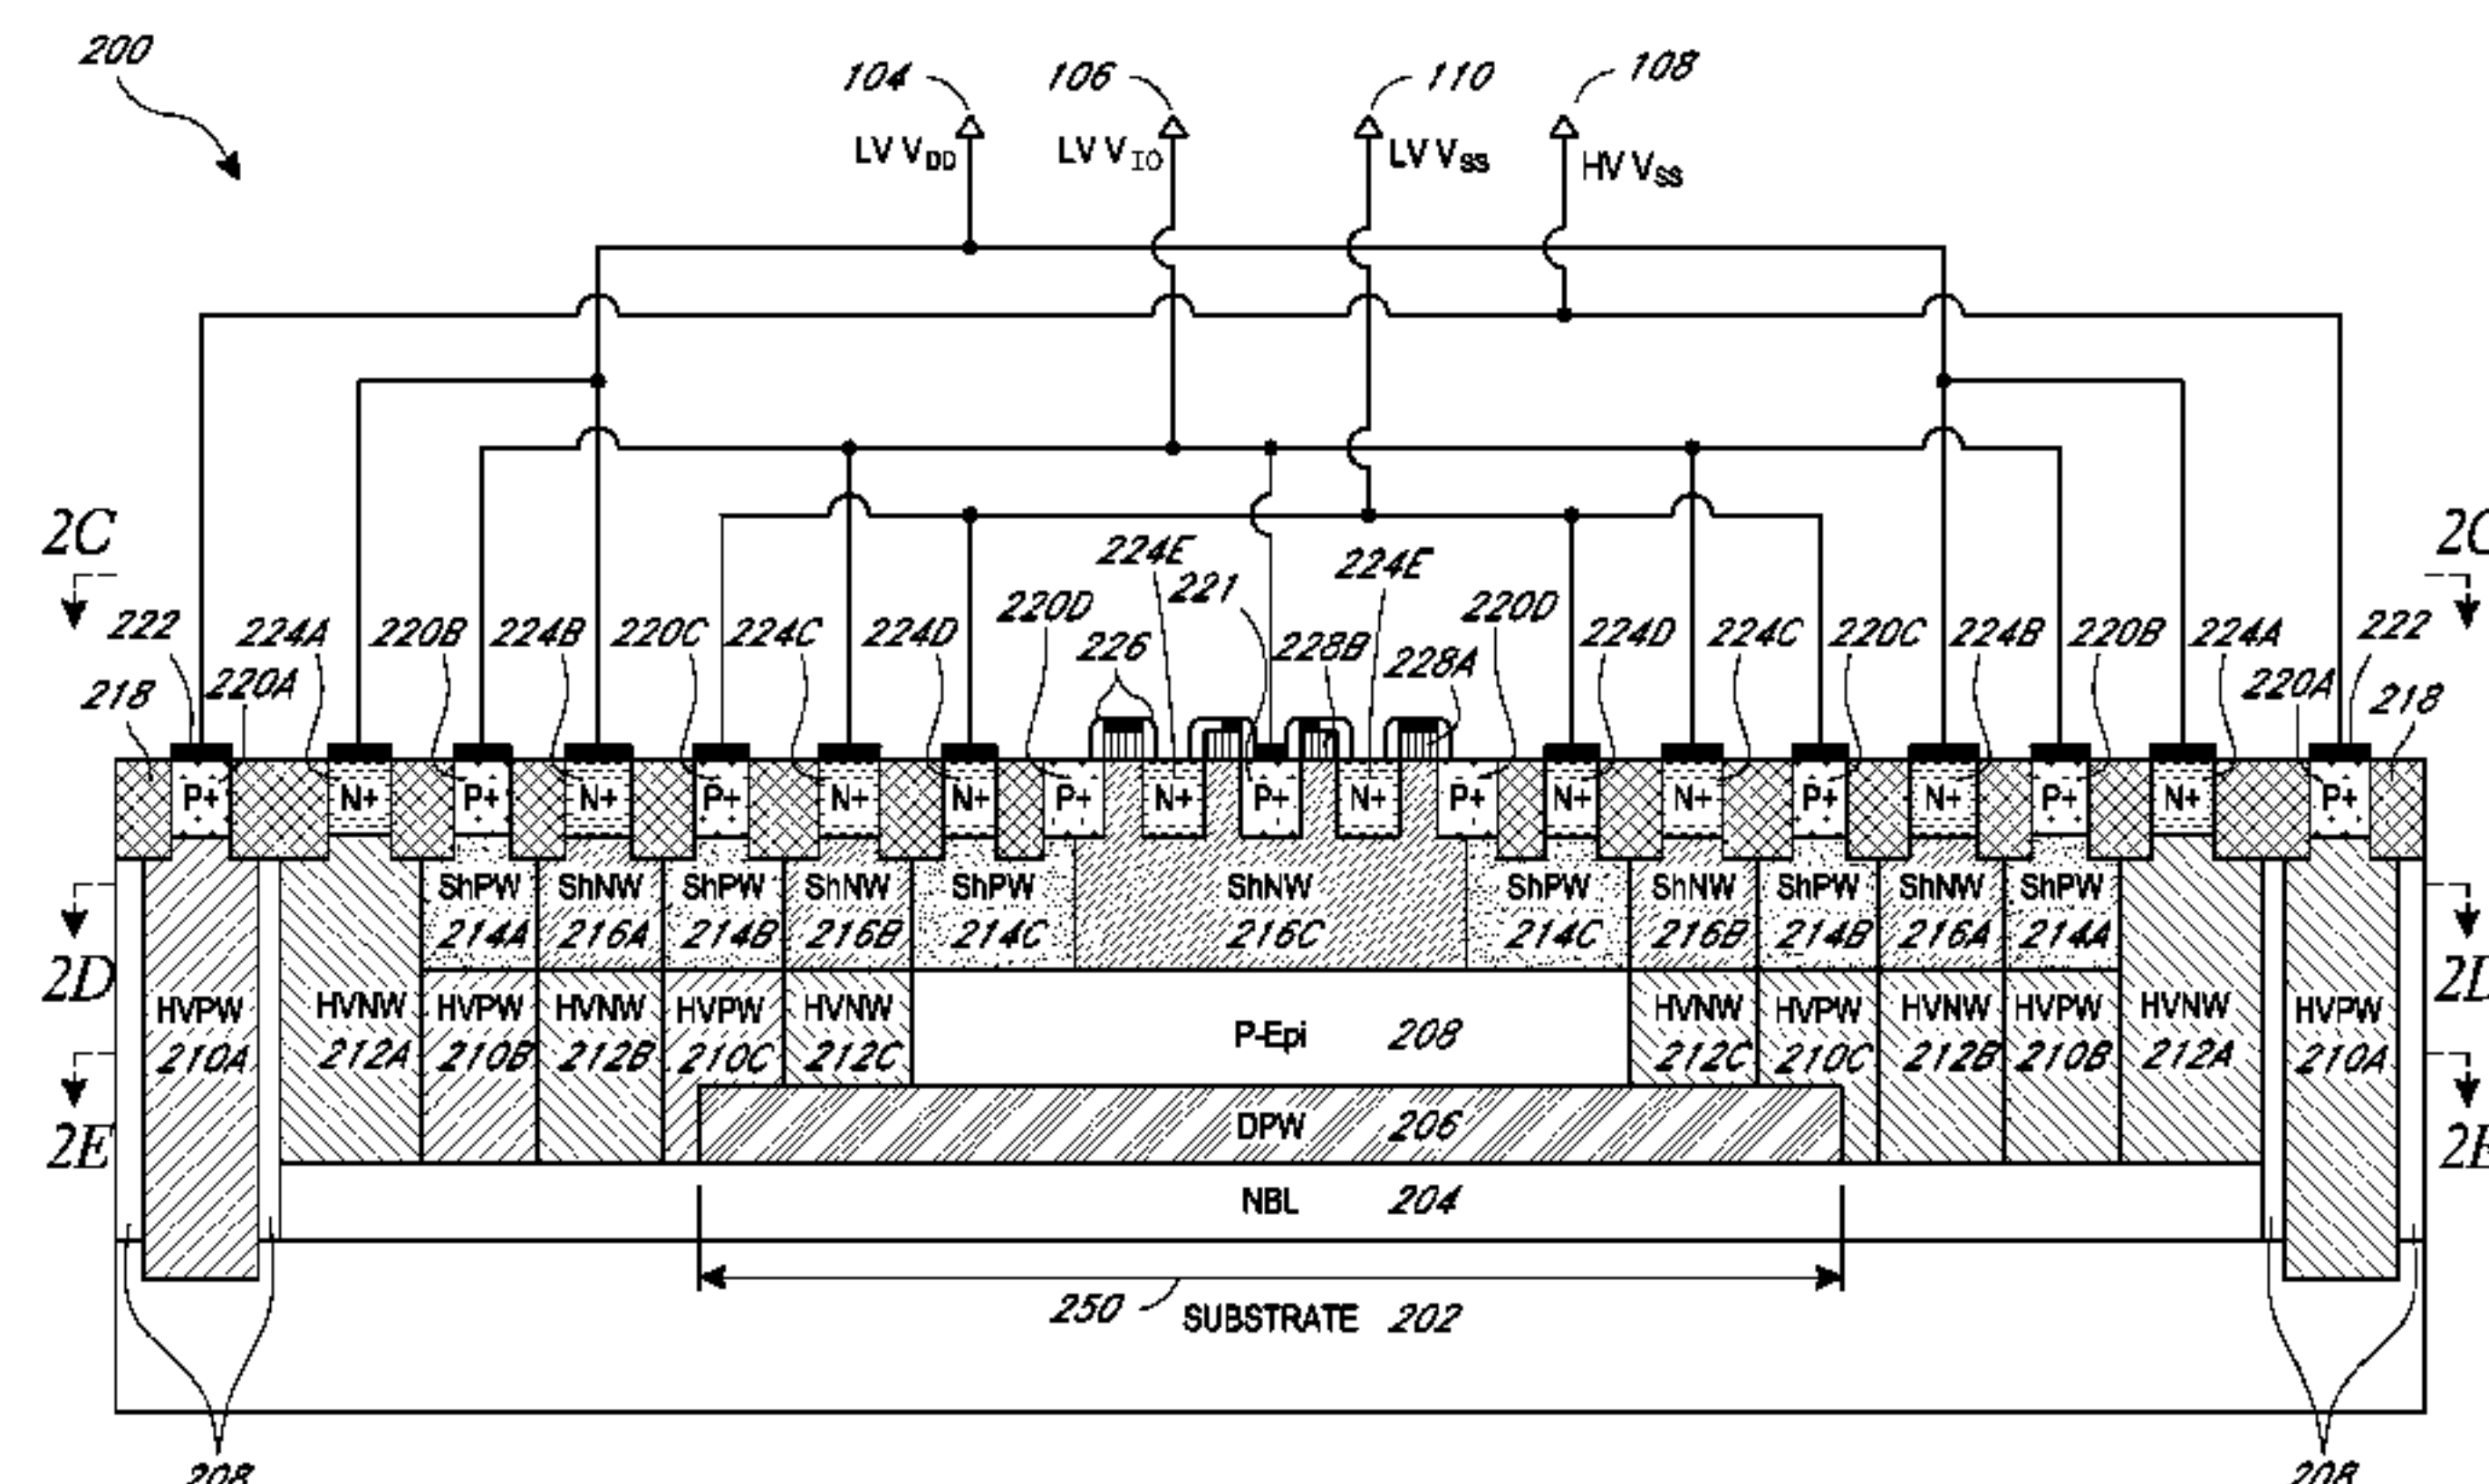 200
104 106 110 108
LV VDD LV VIO LV VSS HV VSS
2C 2C
224E 224E
222 224A 220B 224B 220C 224C 224D 220D 226 221 228B 228A 220D 224D 224C 220C 224B 220B 224A 222
218 220A 220A 218
P+ N+ P+ N+ P+ N+ N+ P+ N+ P+ N+ P+ N+ N+ P+ N+ P+ N+ P+
ShPW ShNW ShPW ShNW ShPW ShNW ShPW ShNW ShPW ShNW ShPW
214A 216A 214B 216B 214C 216C 214C 216B 214B 216A 214A
2D
HVPW HVNW HVPW HVNW HVPW HVNW P-Epi 208 HVNW HVPW HVNW HVPW HVNW HVPW
210A 212A 210B 212B 210C 212C 212C 210C 212B 210B 212A 210A
2E
DPW 206
NBL 204
250
SUBSTRATE 202
208 208